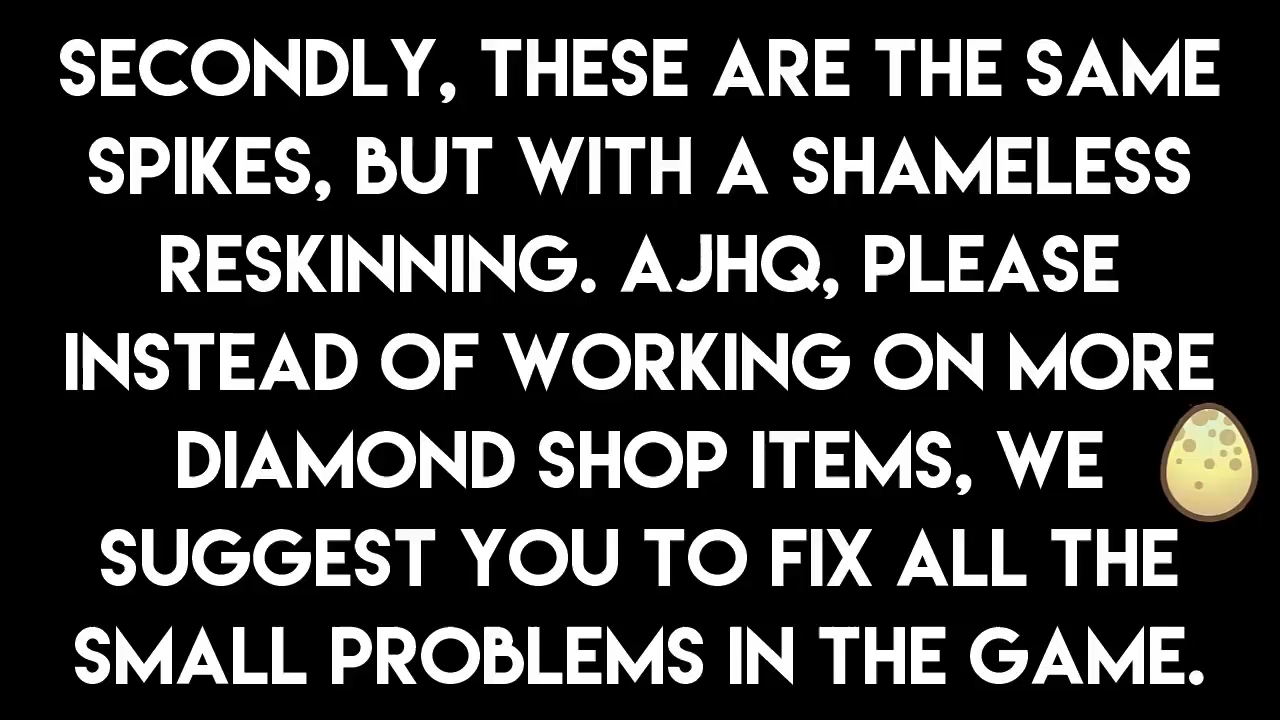 SECONDLY, THESE ARE THE SAME
SPIKES, BUT WITH A SHAMELESS
RESKINNING. AJHQ, PLEASE
INSTEAD OF WORKING ON MORE
DIAMOND SHOP ITEMS, WE
SUGGEST YOU TO FIX ALL THE
SMALL PROBLEMS IN THE GAME.